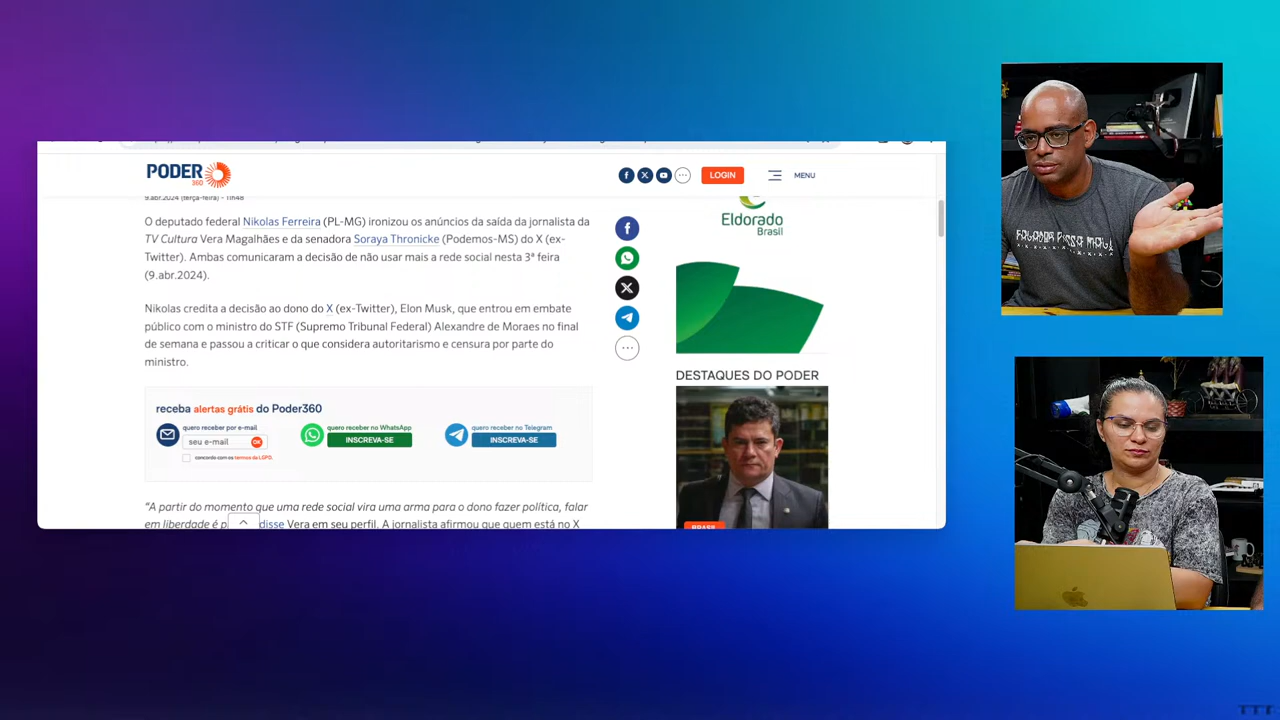 PODER
360
LOGIN
MENU
9.abr.2024 (terça-feira) - 11h48
O deputado federal Nikolas Ferreira (PL-MG) ironizou os anúncios da saída da jornalista da
TV Cultura Vera Magalhães e da senadora Soraya Thronicke (Podemos-MS) do X (ex-
Twitter). Ambas comunicaram a decisão de não usar mais a rede social nesta 3ª feira
(9.abr.2024).
Nikolas credita a decisão ao dono do X (ex-Twitter), Elon Musk, que entrou em embate
público com o ministro do STF (Supremo Tribunal Federal) Alexandre de Moraes no final
de semana e passou a criticar o que considera autoritarismo e censura por parte do
ministro.
receba alertas grátis do Poder360
quero receber por e-mail
seu e-mail
OK
concordo com os termos da LGPD.
quero receber no WhatsApp
INSCREVA-SE
quero receber no Telegram
INSCREVA-SE
“A partir do momento que uma rede social vira uma arma para o dono fazer política, falar
em liberdade é disse Vera em seu perfil. A jornalista afirmou que quem está no X
Eldorado
Brasil
DESTAQUES DO PODER
BRASIL